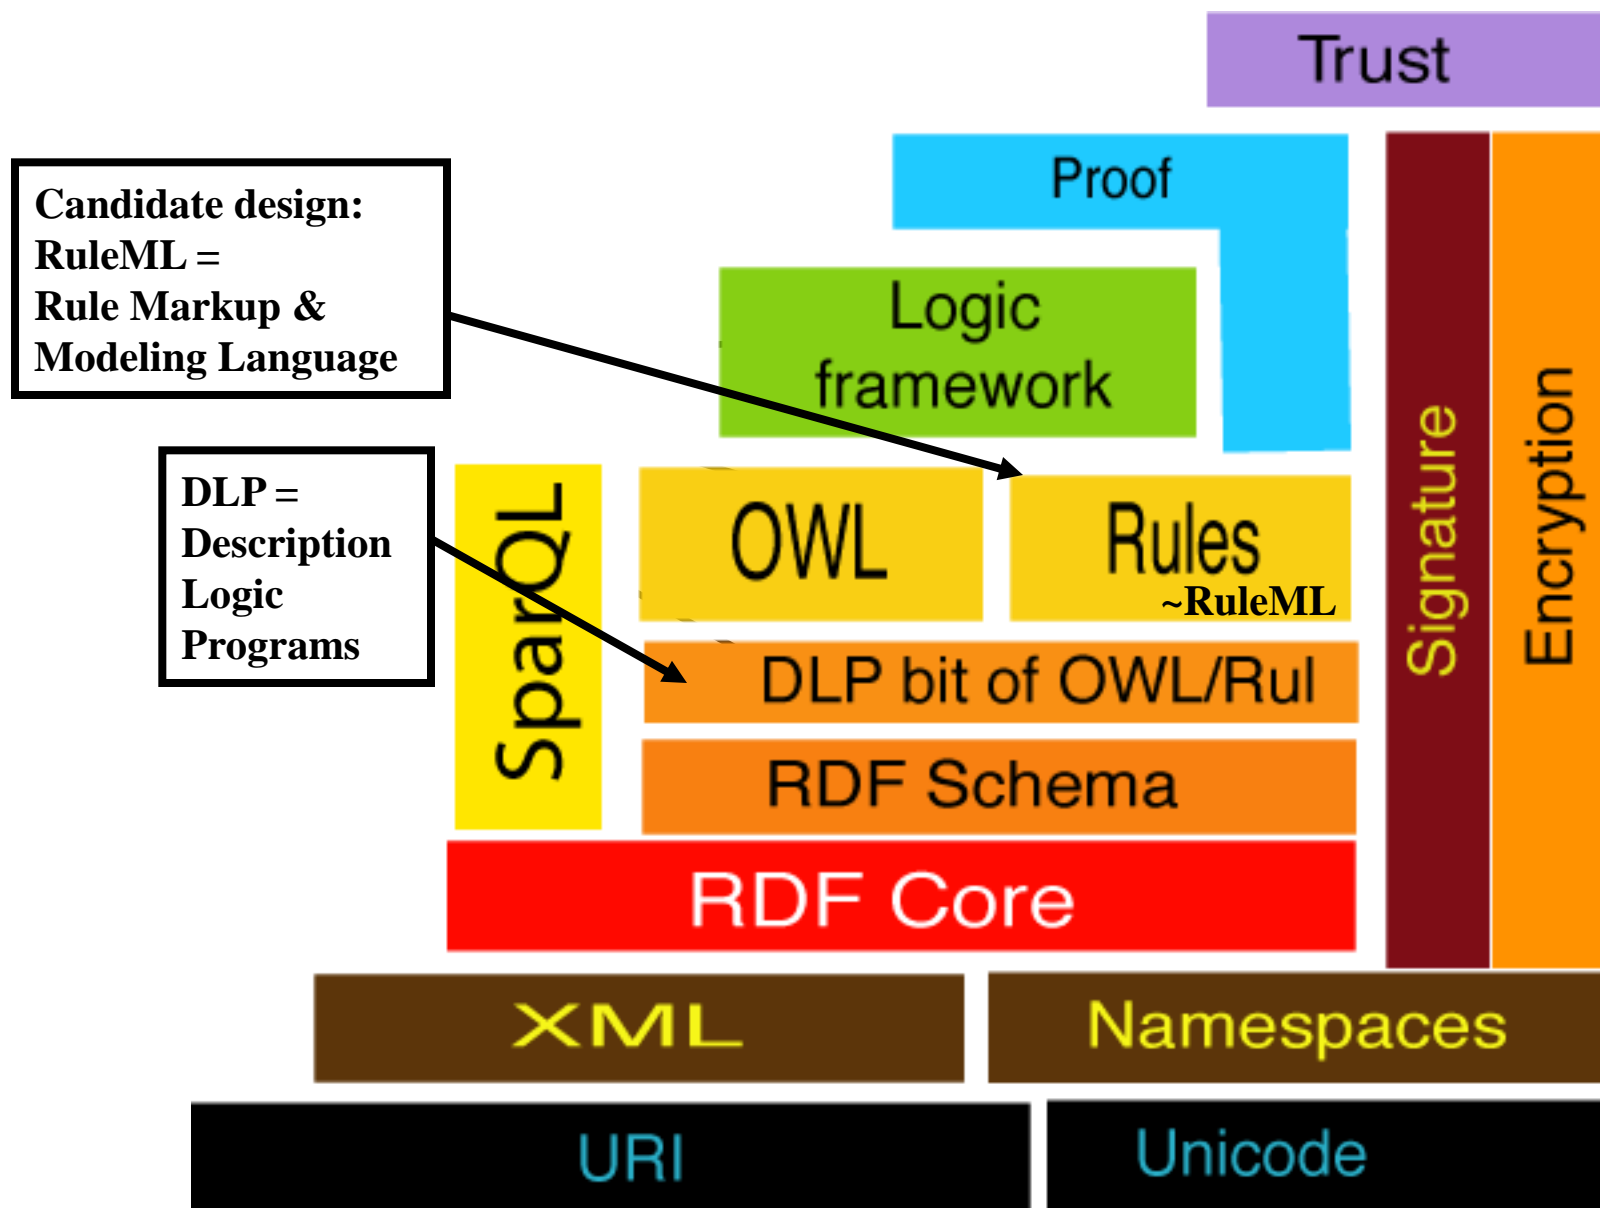 Trust
Proof
Candidate design:
RuleML =
Rule Markup &
Modeling Language
Logic
framework
DLP =
Description
Logic
Programs
SparQL
OWL
Rules
~RuleML
Signature
Encryption
DLP bit of OWL/Rul
RDF Schema
RDF Core
XML
Namespaces
URI
Unicode